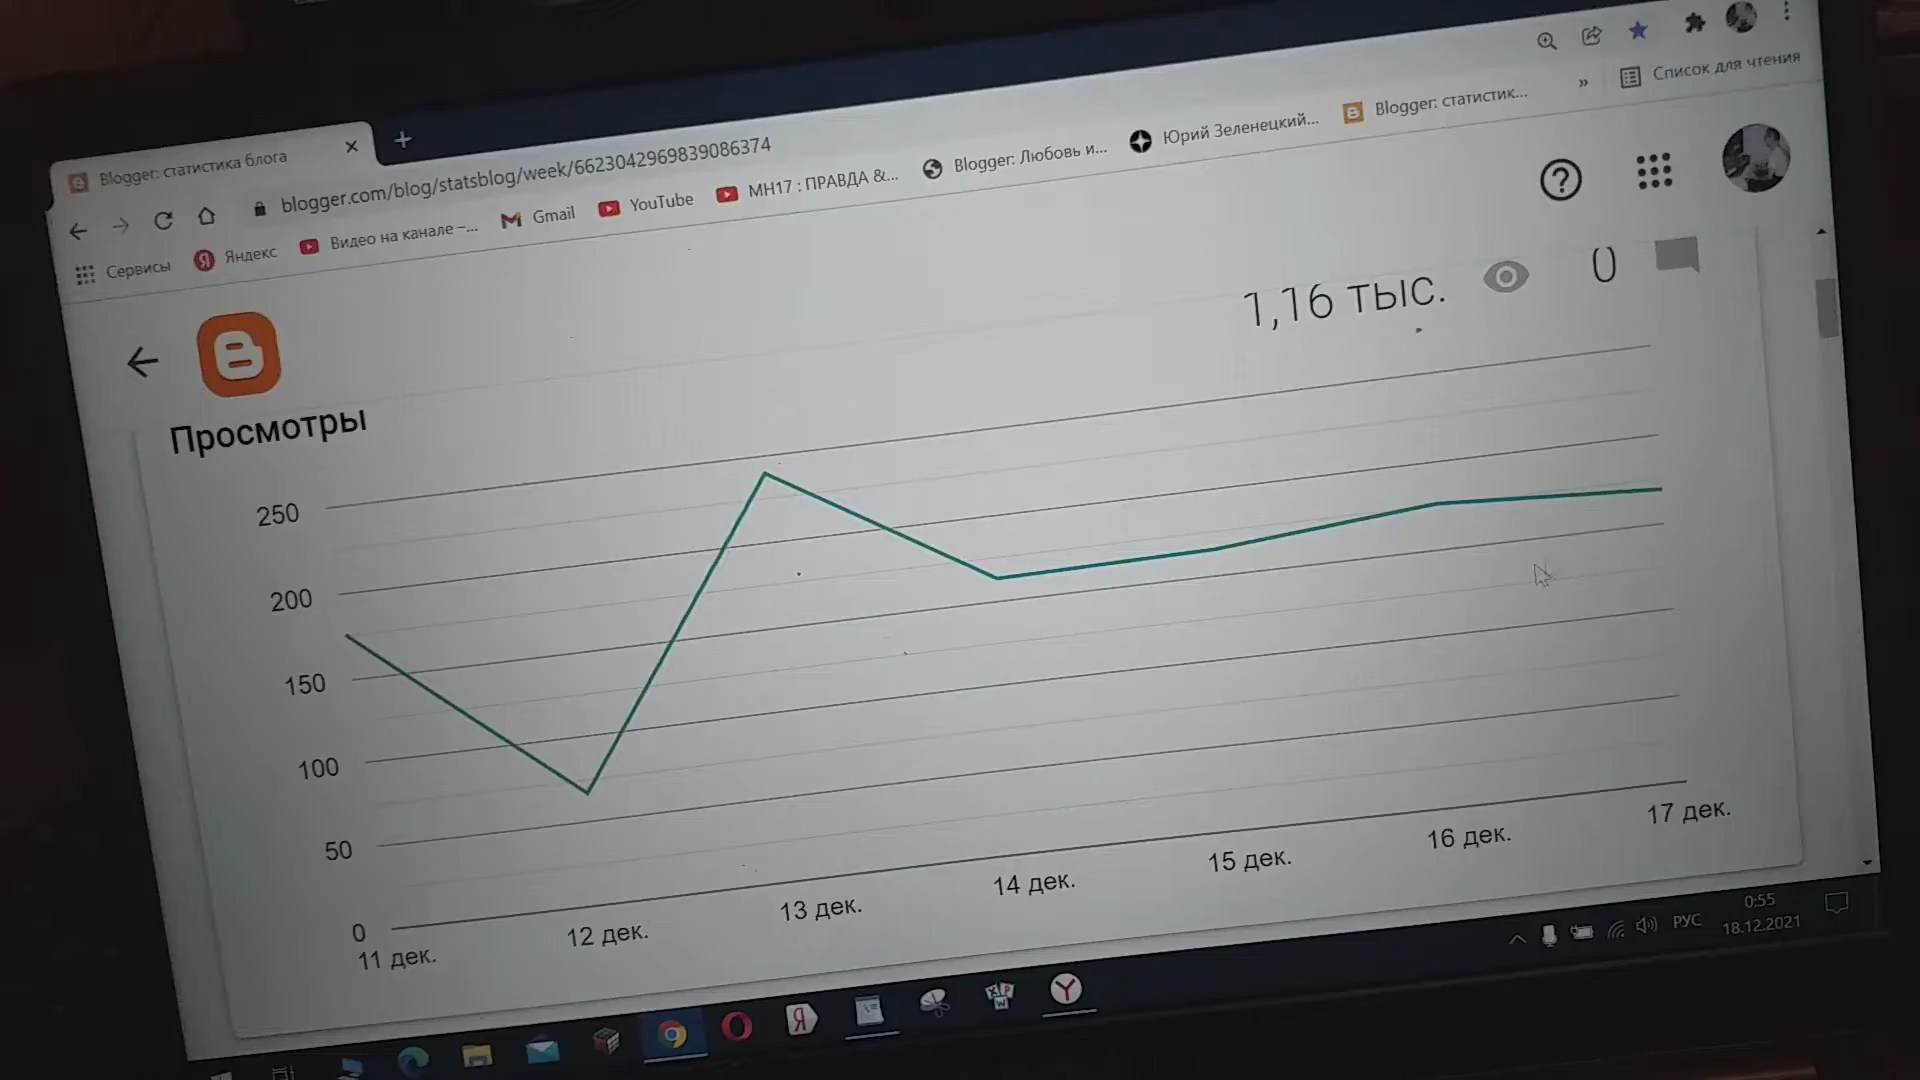 Blogger: статистика блога
blogger.com/blog/statsblog/week/6623042969839086374
Сервисы
Яндекс
Видео на канале –...
Gmail
YouTube
MH17 : ПРАВДА &...
Blogger: Любовь и...
Юрий Зеленецкий...
Blogger: статистик...
»
Список для чтения
1,16 тыс.
0
Просмотры
250
200
150
100
50
0
11 дек.
12 дек.
13 дек.
14 дек.
15 дек.
16 дек.
17 дек.
РУС
0:55
18.12.2021